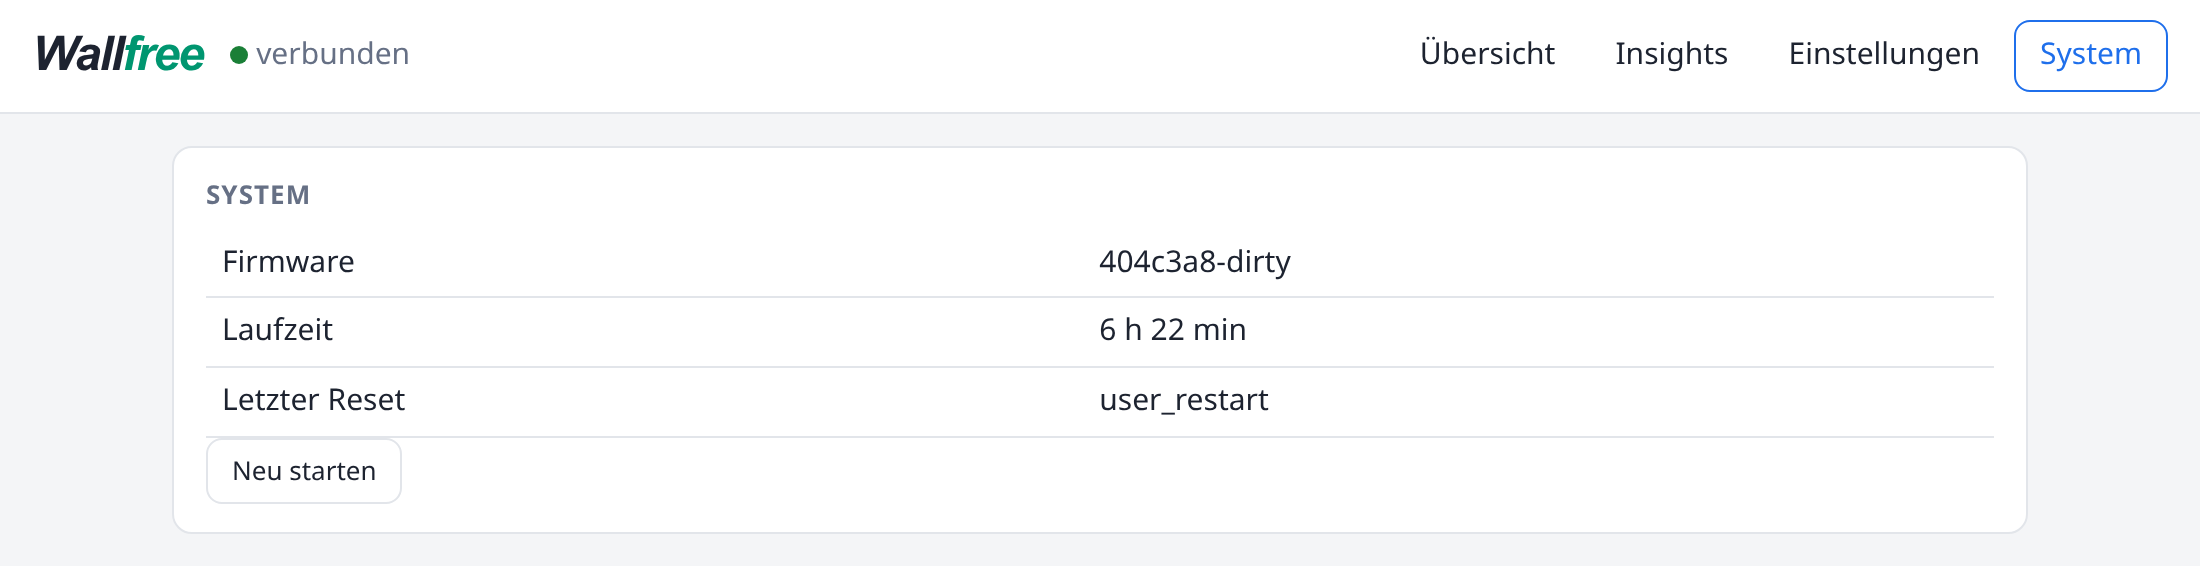 Wallfree verbunden Übersicht Insights Einstellungen System
SYSTEM
Firmware 404c3a8-dirty
Laufzeit 6 h 22 min
Letzter Reset user_restart
Neu starten